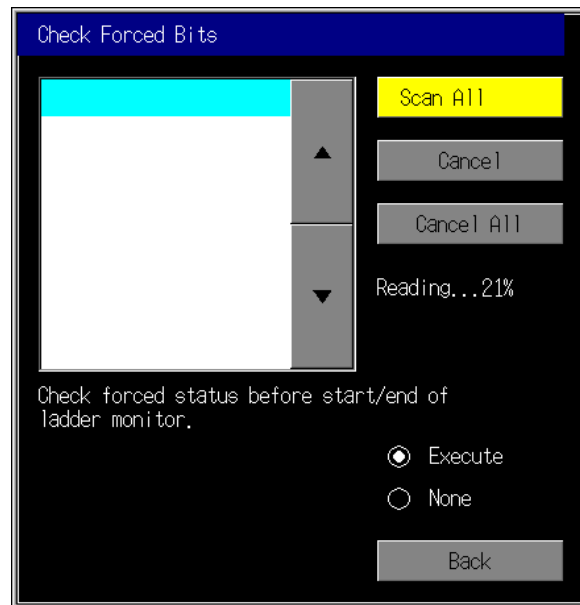 Check Forced Bits
Scan All
Cancel
Cancel All
Reading...21%
Check forced status before start/end of
ladder monitor.
Execute
None
Back